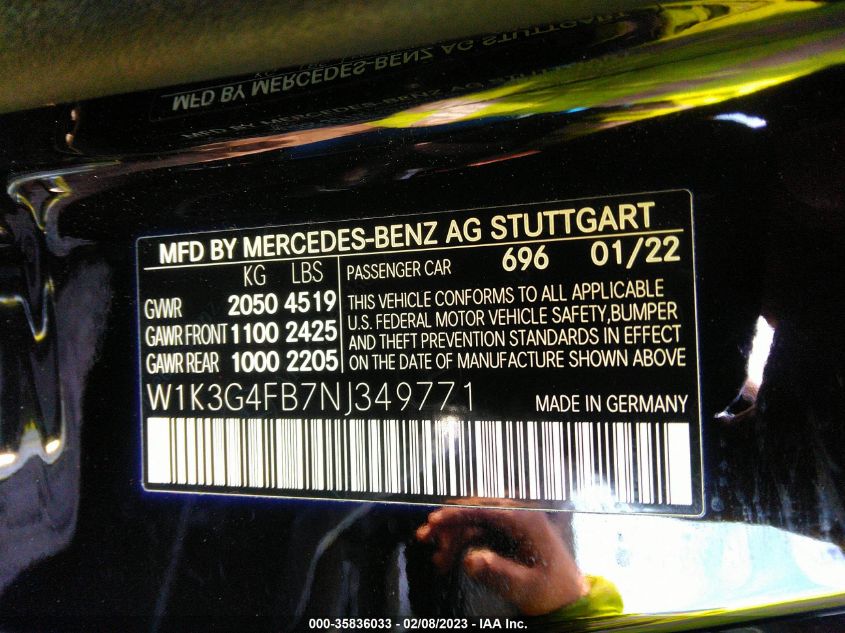 MFD BY MERCEDES-BENZ AG STUTTGART
MFD BY MERCEDES-BENZ AG STUTTGART
KG LBS PASSENGER CAR 696 01/22
GVWR 2050 4519
GAWR FRONT 1100 2425
GAWR REAR 1000 2205
THIS VEHICLE CONFORMS TO ALL APPLICABLE
U.S. FEDERAL MOTOR VEHICLE SAFETY,BUMPER
AND THEFT PREVENTION STANDARDS IN EFFECT
ON THE DATE OF MANUFACTURE SHOWN ABOVE
W1K3G4FB7NJ349771 MADE IN GERMANY
000-35836033 - 02/08/2023 - IAA Inc.